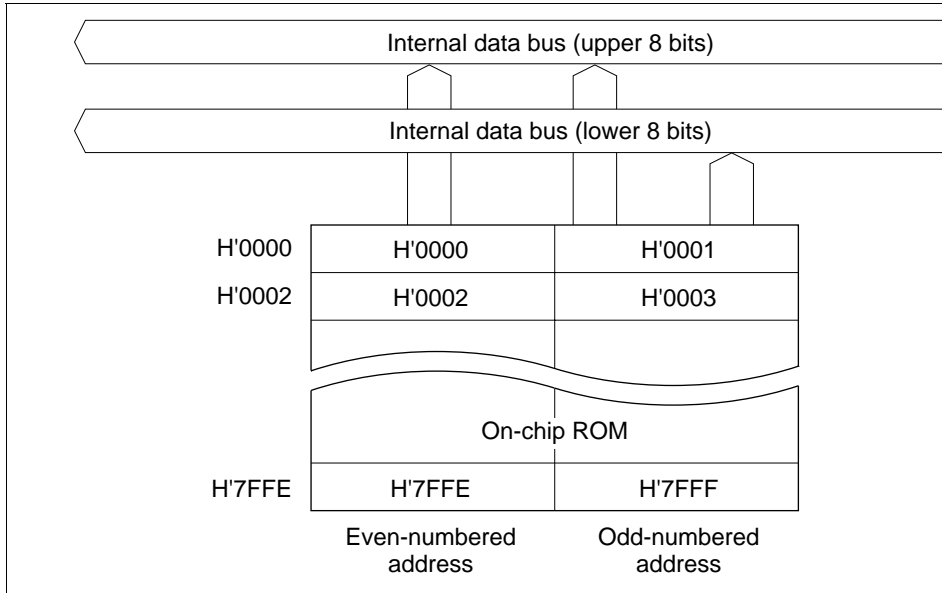 Internal data bus (upper 8 bits)
Internal data bus (lower 8 bits)
H'0000 H'0000 H'0001
H'0002 H'0002 H'0003
On-chip ROM
H'7FFE H'7FFE H'7FFF
Even-numbered address Odd-numbered address